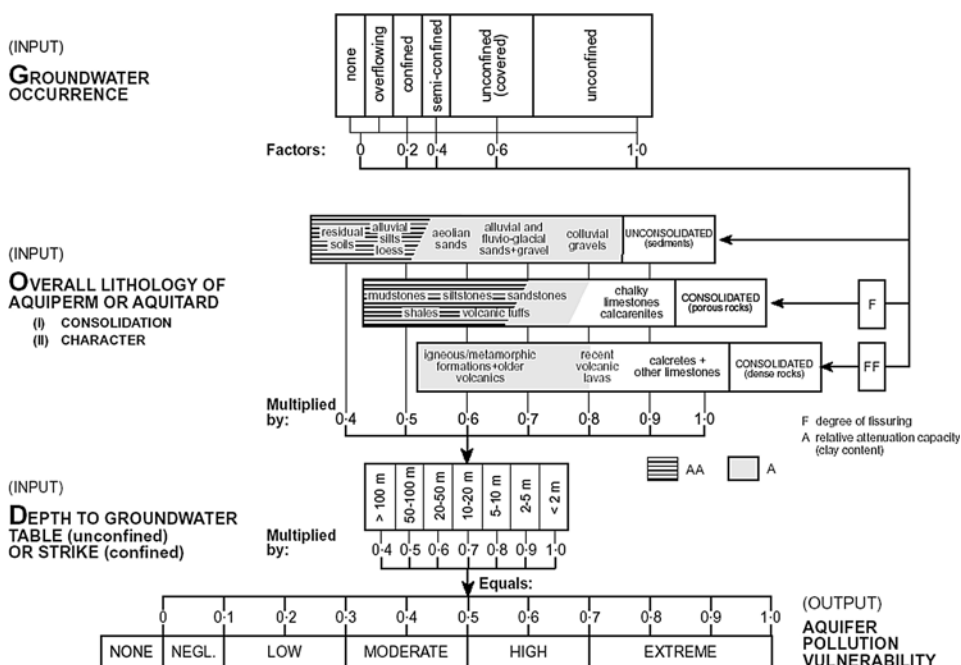 (INPUT)
GROUNDWATER
OCCURRENCE
none
overflowing
confined
semi-confined
unconfined
(covered)
unconfined
Factors:
0 0·2 0·4 0·6 1·0
(INPUT)
OVERALL LITHOLOGY OF
AQUIPERM OR AQUITARD
(I) CONSOLIDATION
(II) CHARACTER
residual
soils
alluvial
silts
loess
aeolian
sands
alluvial and
fluvio-glacial
sands+gravel
colluvial
gravels
UNCONSOLIDATED
(sediments)
mudstones siltstones sandstones
shales volcanic tuffs
chalky
limestones
calcarenites
CONSOLIDATED
(porous rocks)
F
igneous/metamorphic
formations+older
volcanics
recent
volcanic
lavas
calcretes +
other limestones
CONSOLIDATED
(dense rocks)
FF
Multiplied
by:
0·4 0·5 0·6 0·7 0·8 0·9 1·0
F degree of fissuring
A relative attenuation capacity
(clay content)
AA
A
(INPUT)
DEPTH TO GROUNDWATER
TABLE (unconfined)
OR STRIKE (confined)
> 100 m
50-100 m
20-50 m
10-20 m
5-10 m
2-5 m
< 2 m
Multiplied
by:
0·4 0·5 0·6 0·7 0·8 0·9 1·0
Equals:
0 0·1 0·2 0·3 0·4 0·5 0·6 0·7 0·8 0·9 1·0
NONE NEGL. LOW MODERATE HIGH EXTREME
(OUTPUT)
AQUIFER
POLLUTION
VULNERABILITY